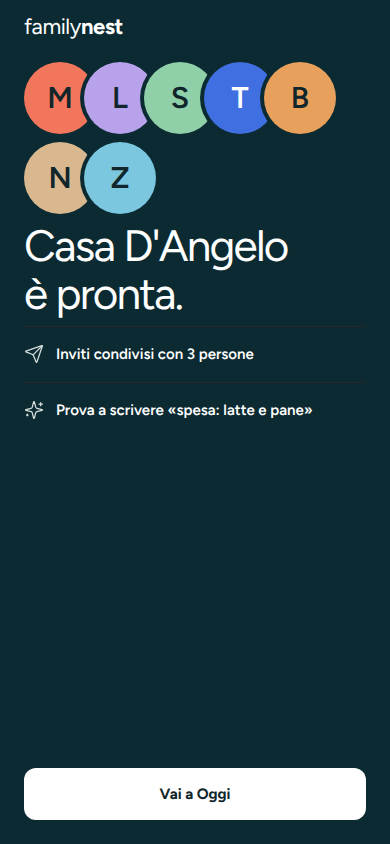 familynest
M L S T B
N Z
Casa D'Angelo
è pronta.
Inviti condivisi con 3 persone
Prova a scrivere «spesa: latte e pane»
Vai a Oggi